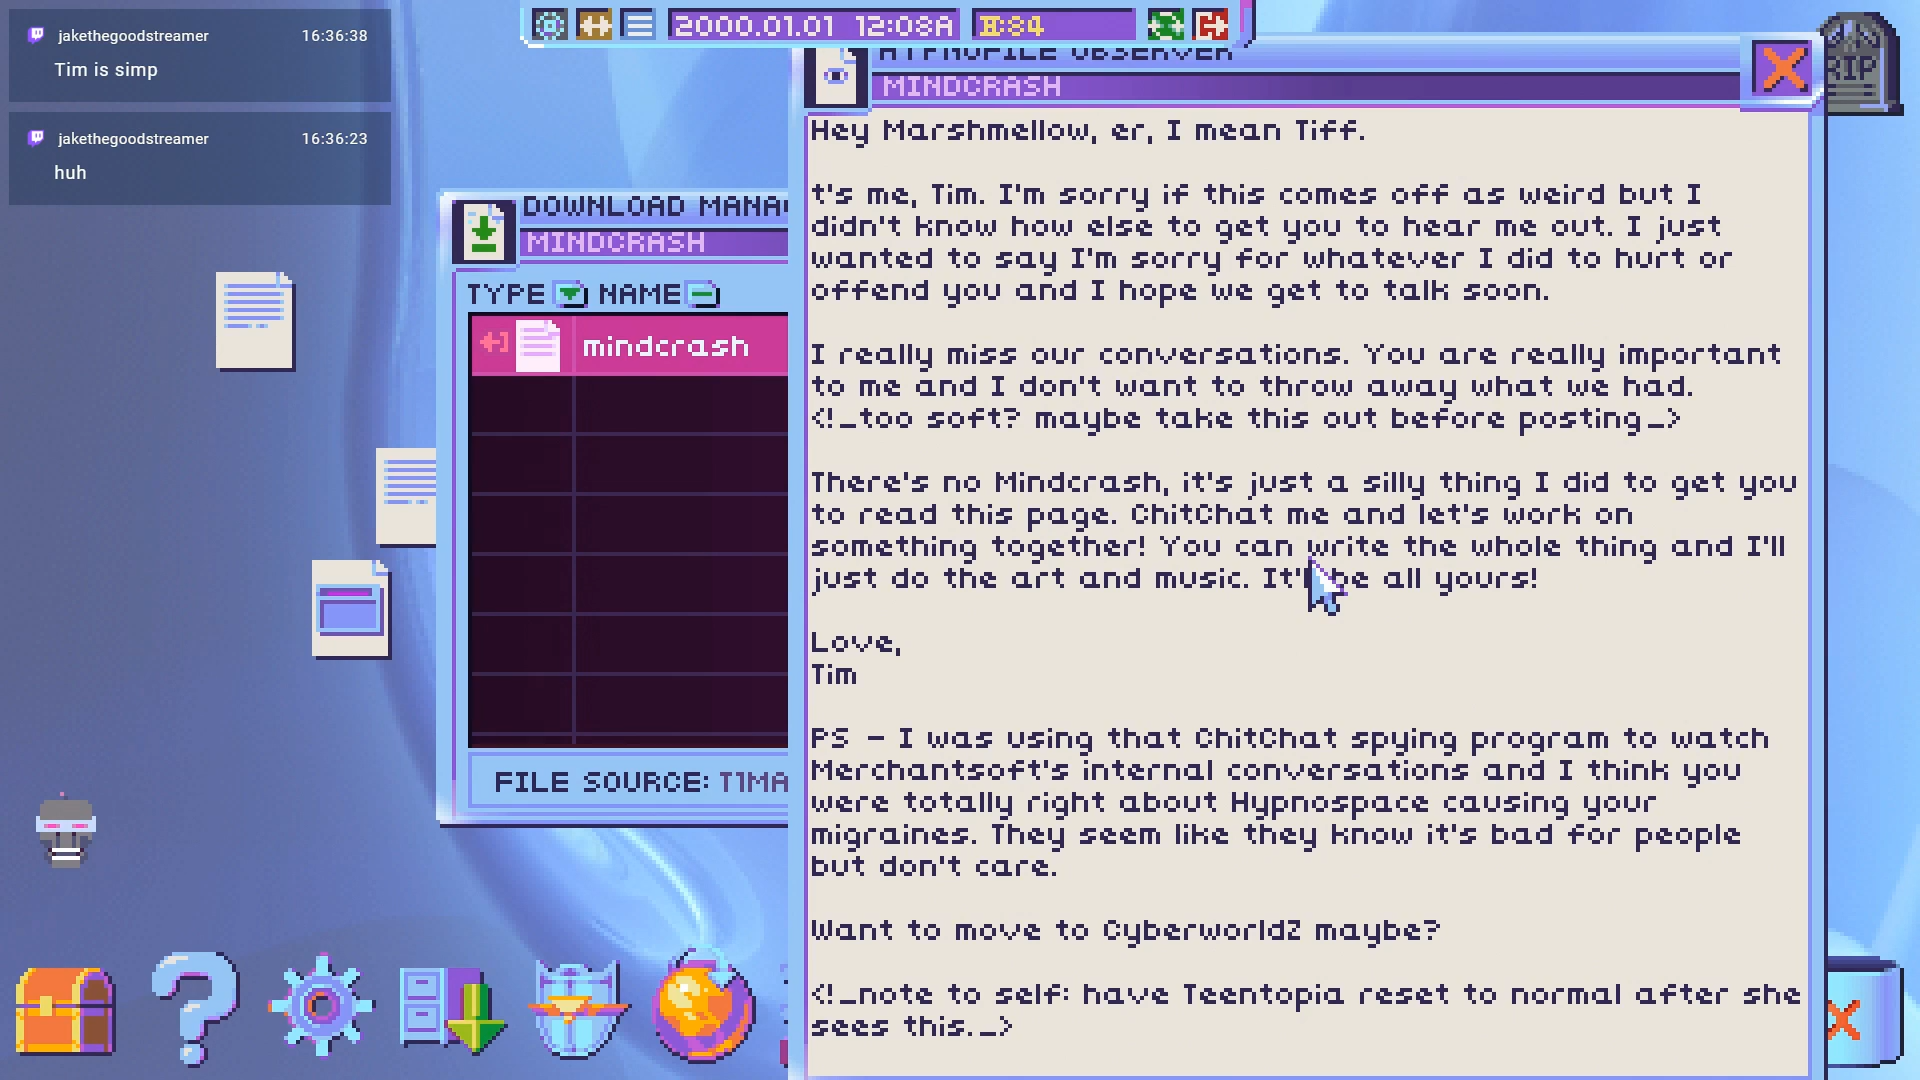 jakethegoodstreamer 16:36:38
Tim is simp
jakethegoodstreamer 16:36:23
huh
2000.01.01 12:08A
84
RIP
HYPNOFILE OBSERVER
MINDCRASH
DOWNLOAD MANA
MINDCRASH
TYPE NAME
mindcrash
FILE SOURCE: T1MA
Hey Marshmellow, er, I mean Tiff.
t's me, Tim. I'm sorry if this comes off as weird but I
didn't know how else to get you to hear me out. I just
wanted to say I'm sorry for whatever I did to hurt or
offend you and I hope we get to talk soon.
I really miss our conversations. You are really important
to me and I don't want to throw away what we had.
<!_too soft? maybe take this out before posting_>
There's no Mindcrash, it's just a silly thing I did to get you
to read this page. ChitChat me and let's work on
something together! You can write the whole thing and I'll
just do the art and music. It'll be all yours!
Love,
Tim
PS - I was using that ChitChat spying program to watch
Merchantsoft's internal conversations and I think you
were totally right about Hypnospace causing your
migraines. They seem like they know it's bad for people
but don't care.
Want to move to CyberworldZ maybe?
<!_note to self: have Teentopia reset to normal after she
sees this._>